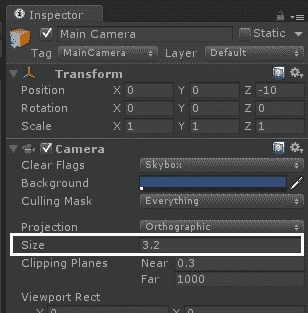 Inspector
Main Camera Static
Tag MainCamera Layer Default
Transform
Position X 0 Y 0 Z -10
Rotation X 0 Y 0 Z 0
Scale X 1 Y 1 Z 1
Camera
Clear Flags Skybox
Background
Culling Mask Everything
Projection Orthographic
Size 3.2
Clipping Planes Near 0.3
Far 1000
Viewport Rect
X 0 Y 0